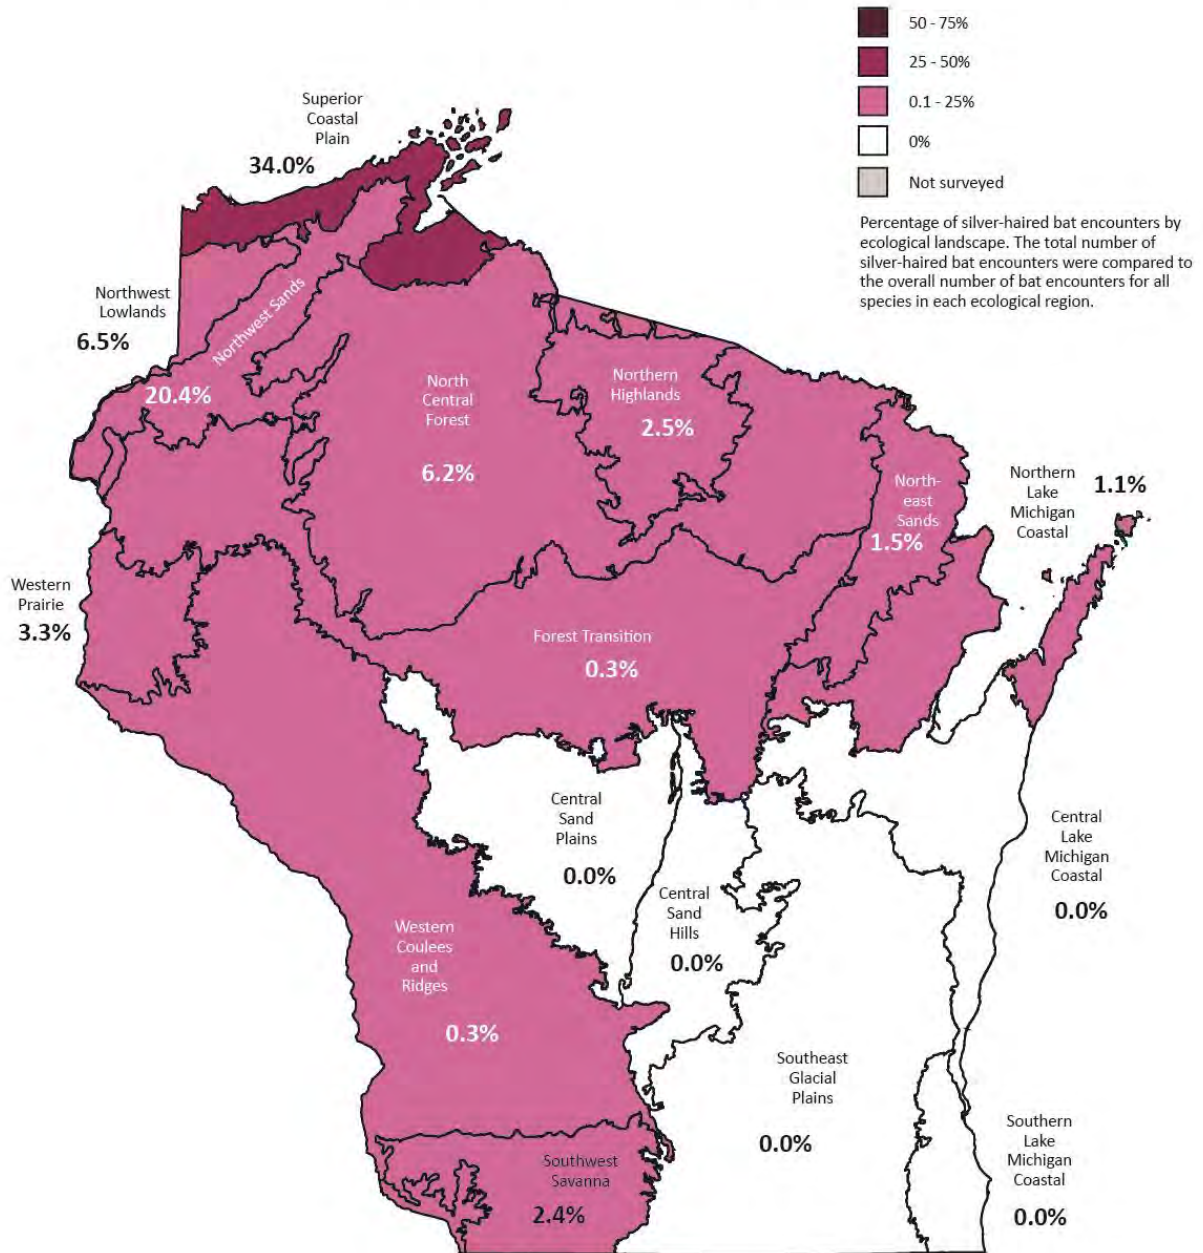 50 - 75%
25 - 50%
0.1 - 25%
0%
Not surveyed
Percentage of silver-haired bat encounters by
ecological landscape. The total number of
silver-haired bat encounters were compared to
the overall number of bat encounters for all
species in each ecological region.
Superior
Coastal
Plain
34.0%
Northwest
Lowlands
6.5%
Northwest Sands
20.4%
North
Central
Forest
6.2%
Northern
Highlands
2.5%
North-
east
Sands
1.5%
Northern
Lake
Michigan
Coastal
1.1%
Western
Prairie
3.3%
Forest Transition
0.3%
Central
Sand
Plains
0.0%
Central
Sand
Hills
0.0%
Central
Lake
Michigan
Coastal
0.0%
Western
Coulees
and
Ridges
0.3%
Southeast
Glacial
Plains
0.0%
Southern
Lake
Michigan
Coastal
0.0%
Southwest
Savanna
2.4%